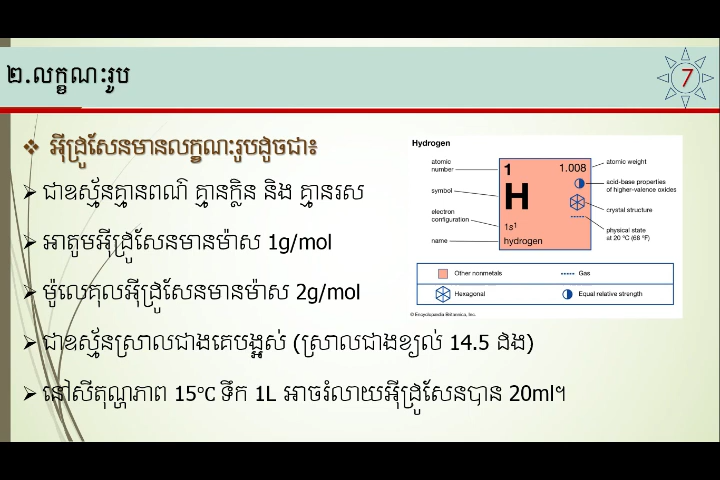 ២.លក្ខណៈរូប
7
❖ អ៊ីដ្រូសែនមានលក្ខណៈរូបដូចជា៖
➢ ជាឧស្ម័នគ្មានពណ៌ គ្មានក្លិន និង គ្មានរស
➢ អាតូមអ៊ីដ្រូសែនមានម៉ាស 1g/mol
➢ ម៉ូលេគុលអ៊ីដ្រូសែនមានម៉ាស 2g/mol
➢ ជាឧស្ម័នស្រាលជាងគេបង្អស់ (ស្រាលជាងខ្យល់ 14.5 ដង)
➢ នៅសីតុណ្ហភាព 15°C ទឹក 1L អាចរំលាយអ៊ីដ្រូសែនបាន 20ml។
Hydrogen
atomic number
symbol
electron configuration
name
1
1.008
H
1s¹
hydrogen
atomic weight
acid-base properties of higher-valence oxides
crystal structure
physical state at 20 °C (68 °F)
Other nonmetals
Gas
Hexagonal
Equal relative strength
© Encyclopædia Britannica, Inc.